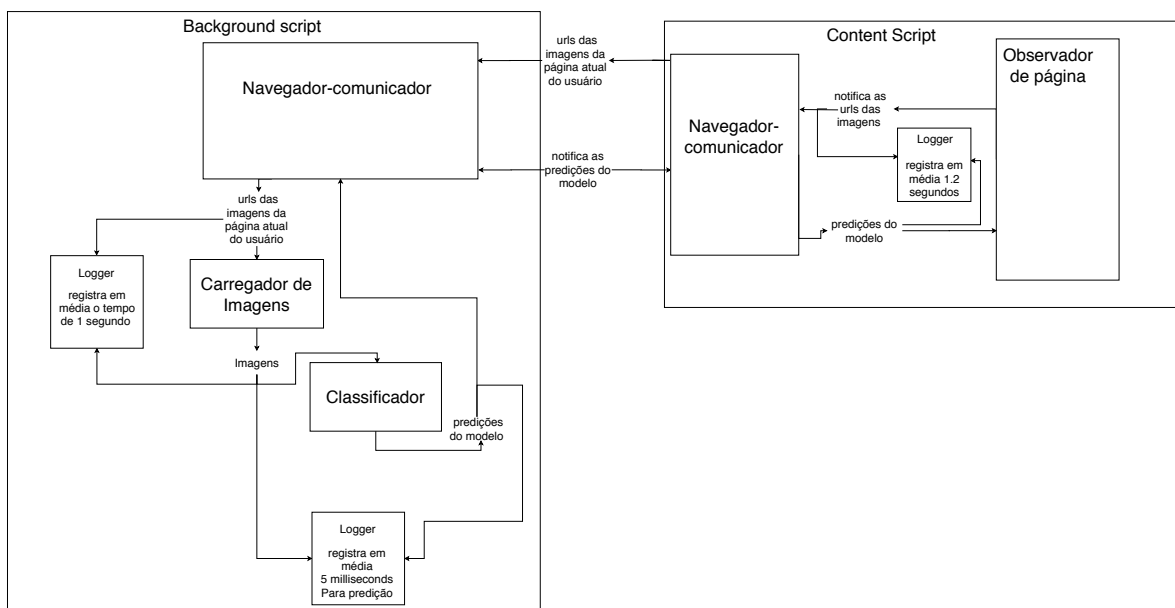 Background script
Navegador-comunicador
urls das
imagens da
página atual
do usuário
notifica as
predições do
modelo
urls das
imagens da
página atual
do usuário
Logger
registra em
média o tempo
de 1 segundo
Carregador de
Imagens
Imagens
Classificador
predições
do modelo
Logger
registra em
média
5 milliseconds
Para predição
Content Script
Navegador-
comunicador
Observador
de página
notifica as
urls das
imagens
Logger
registra em
média 1.2
segundos
predições do
modelo